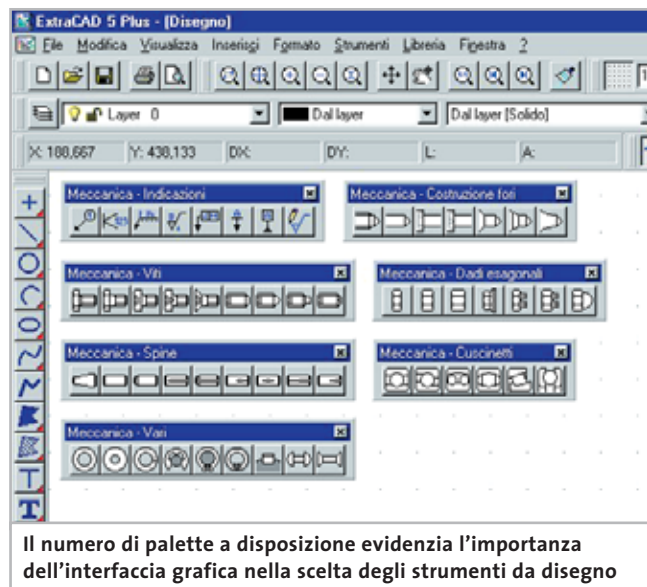 ExtraCAD 5 Plus - [Disegno]
File Modifica Visualizza Inserisci Formato Strumenti Libreria Finestra ?
Layer 0 Dal layer Dal layer [Solido]
X: 188,667 Y: 438,133 DX: DY: L: A:
Meccanica - Indicazioni
Meccanica - Costruzione fori
Meccanica - Viti
Meccanica - Dadi esagonali
Meccanica - Spine
Meccanica - Cuscinetti
Meccanica - Vari
Il numero di palette a disposizione evidenzia l'importanza
dell'interfaccia grafica nella scelta degli strumenti da disegno